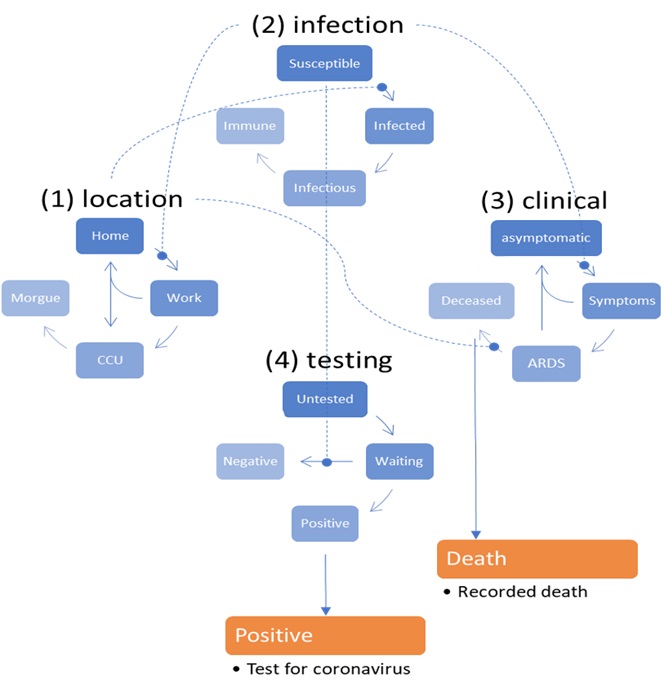 (2) infection
Susceptible
Immune
Infected
Infectious
(1) location
Home
Morgue
Work
CCU
(3) clinical
asymptomatic
Deceased
Symptoms
ARDS
(4) testing
Untested
Negative
Waiting
Positive
Death
• Recorded death
Positive
• Test for coronavirus